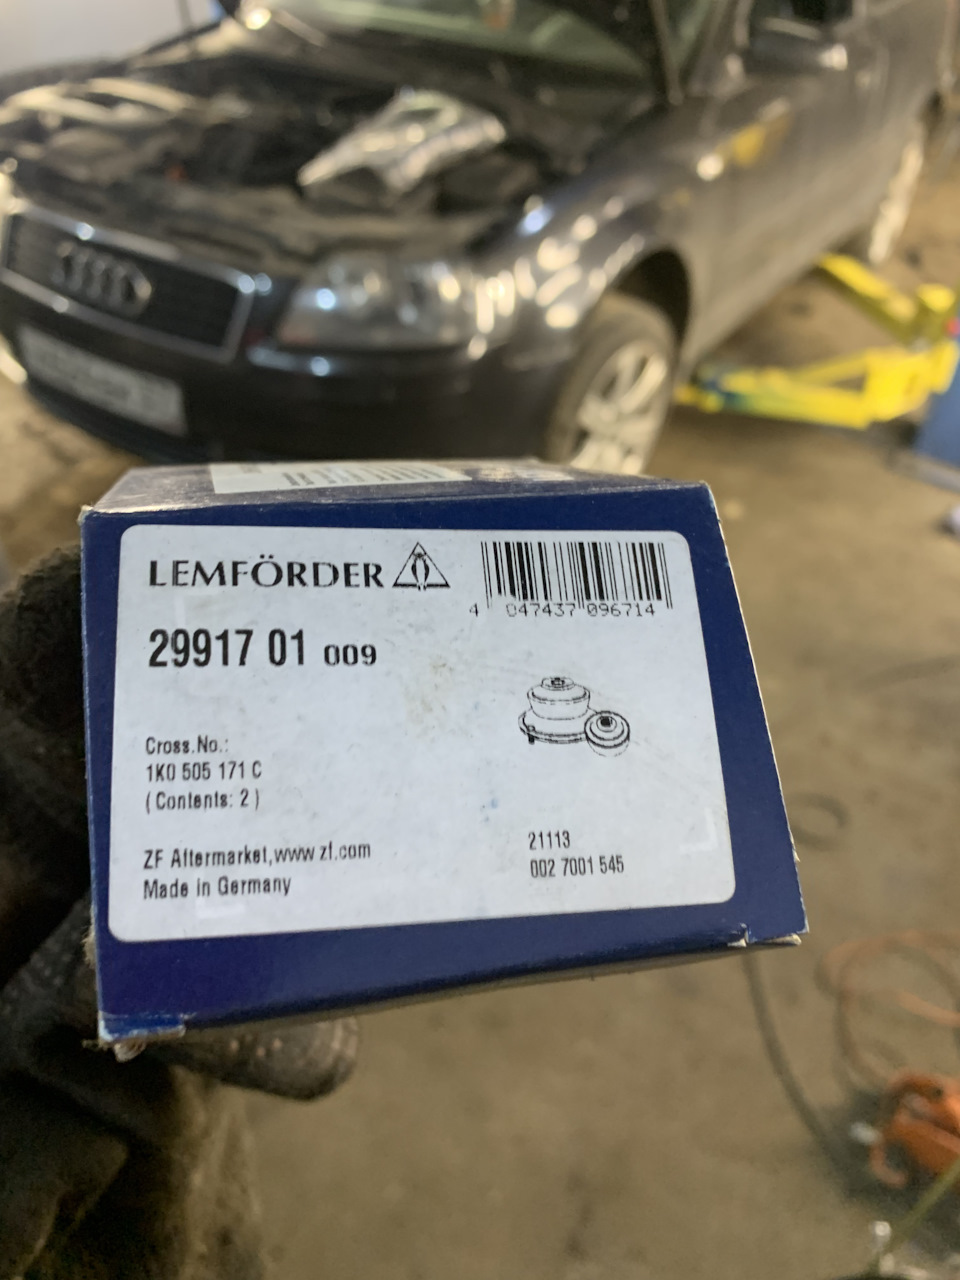 LEMFÖRDER
4 047437 096714
29917 01 009
Cross.No.:
1K0 505 171 C
( Contents: 2 )
21113
002 7001 545
ZF Aftermarket,www zf.com
Made in Germany